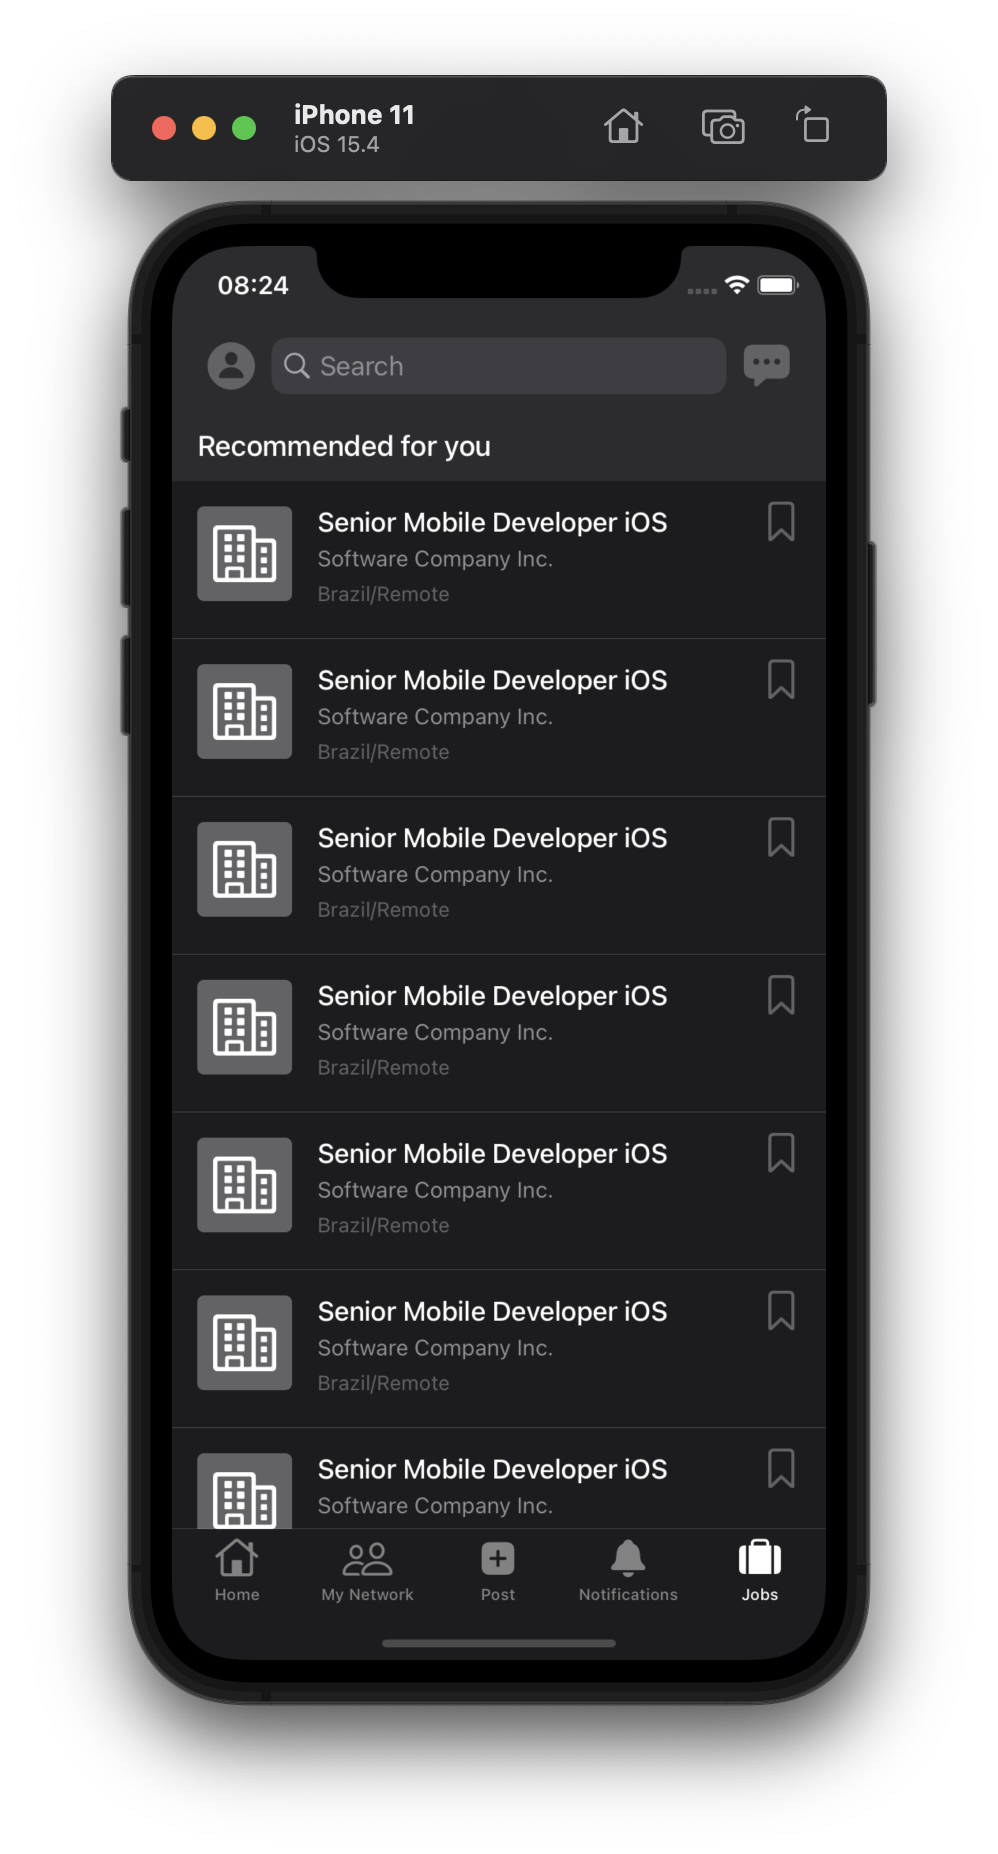 iPhone 11
iOS 15.4
08:24
Search
Recommended for you
Senior Mobile Developer iOS
Software Company Inc.
Brazil/Remote
Senior Mobile Developer iOS
Software Company Inc.
Brazil/Remote
Senior Mobile Developer iOS
Software Company Inc.
Brazil/Remote
Senior Mobile Developer iOS
Software Company Inc.
Brazil/Remote
Senior Mobile Developer iOS
Software Company Inc.
Brazil/Remote
Senior Mobile Developer iOS
Software Company Inc.
Brazil/Remote
Senior Mobile Developer iOS
Software Company Inc.
Home
My Network
Post
Notifications
Jobs